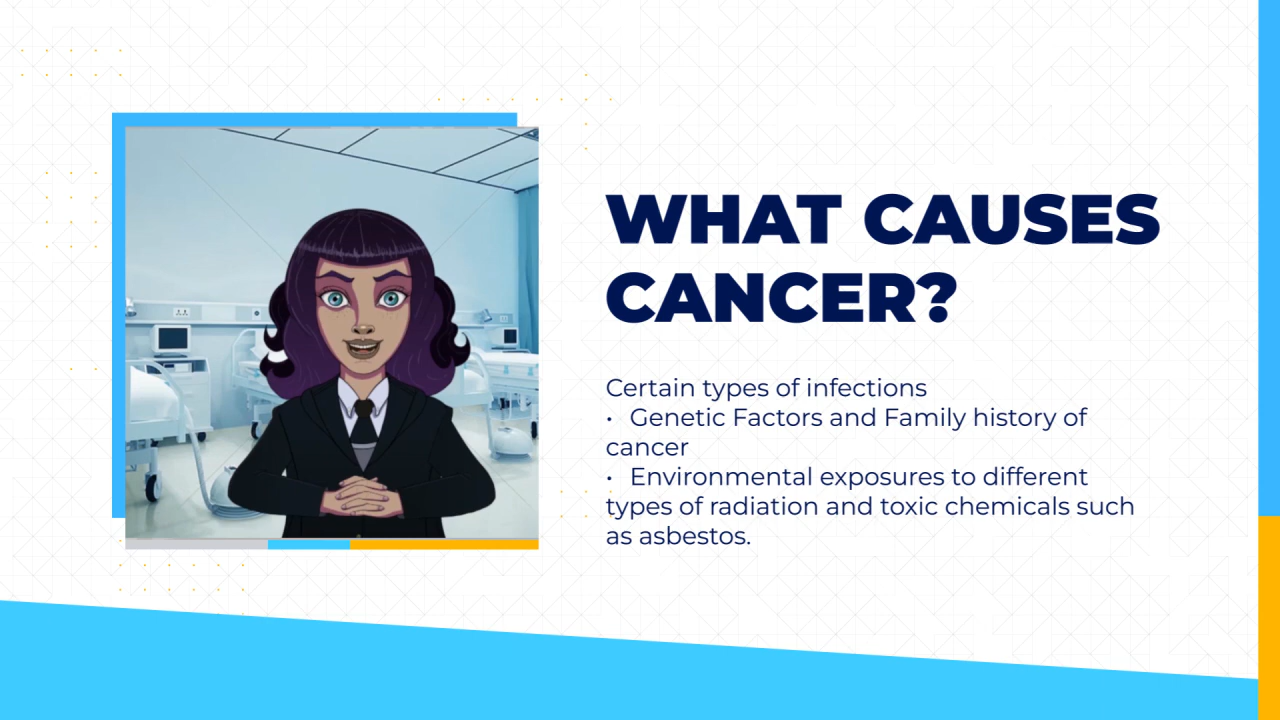 WHAT CAUSES
CANCER?
Certain types of infections
• Genetic Factors and Family history of
cancer
• Environmental exposures to different
types of radiation and toxic chemicals such
as asbestos.